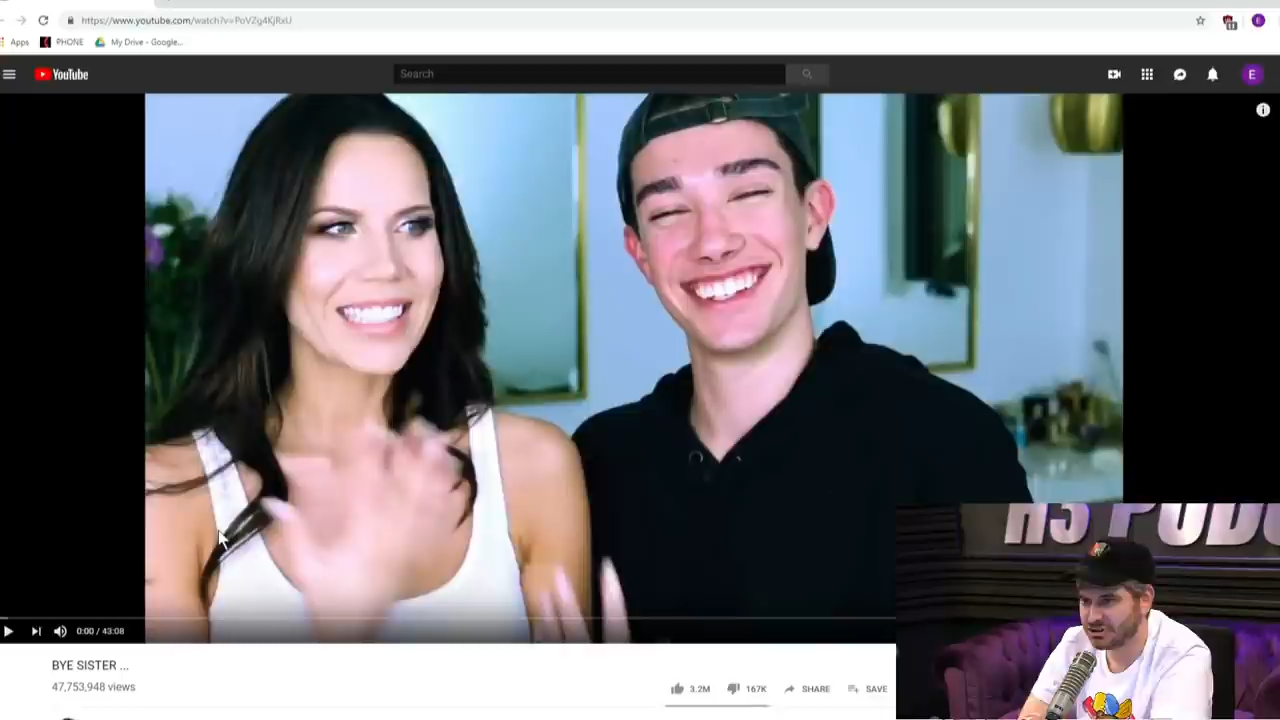 https://www.youtube.com/watch?v=PoVZg4KjRxU
Apps PHONE My Drive - Google...
YouTube
Search
E
H3 PODC
0:00 / 43:08
BYE SISTER ...
47,753,948 views
3.2M 167K SHARE SAVE